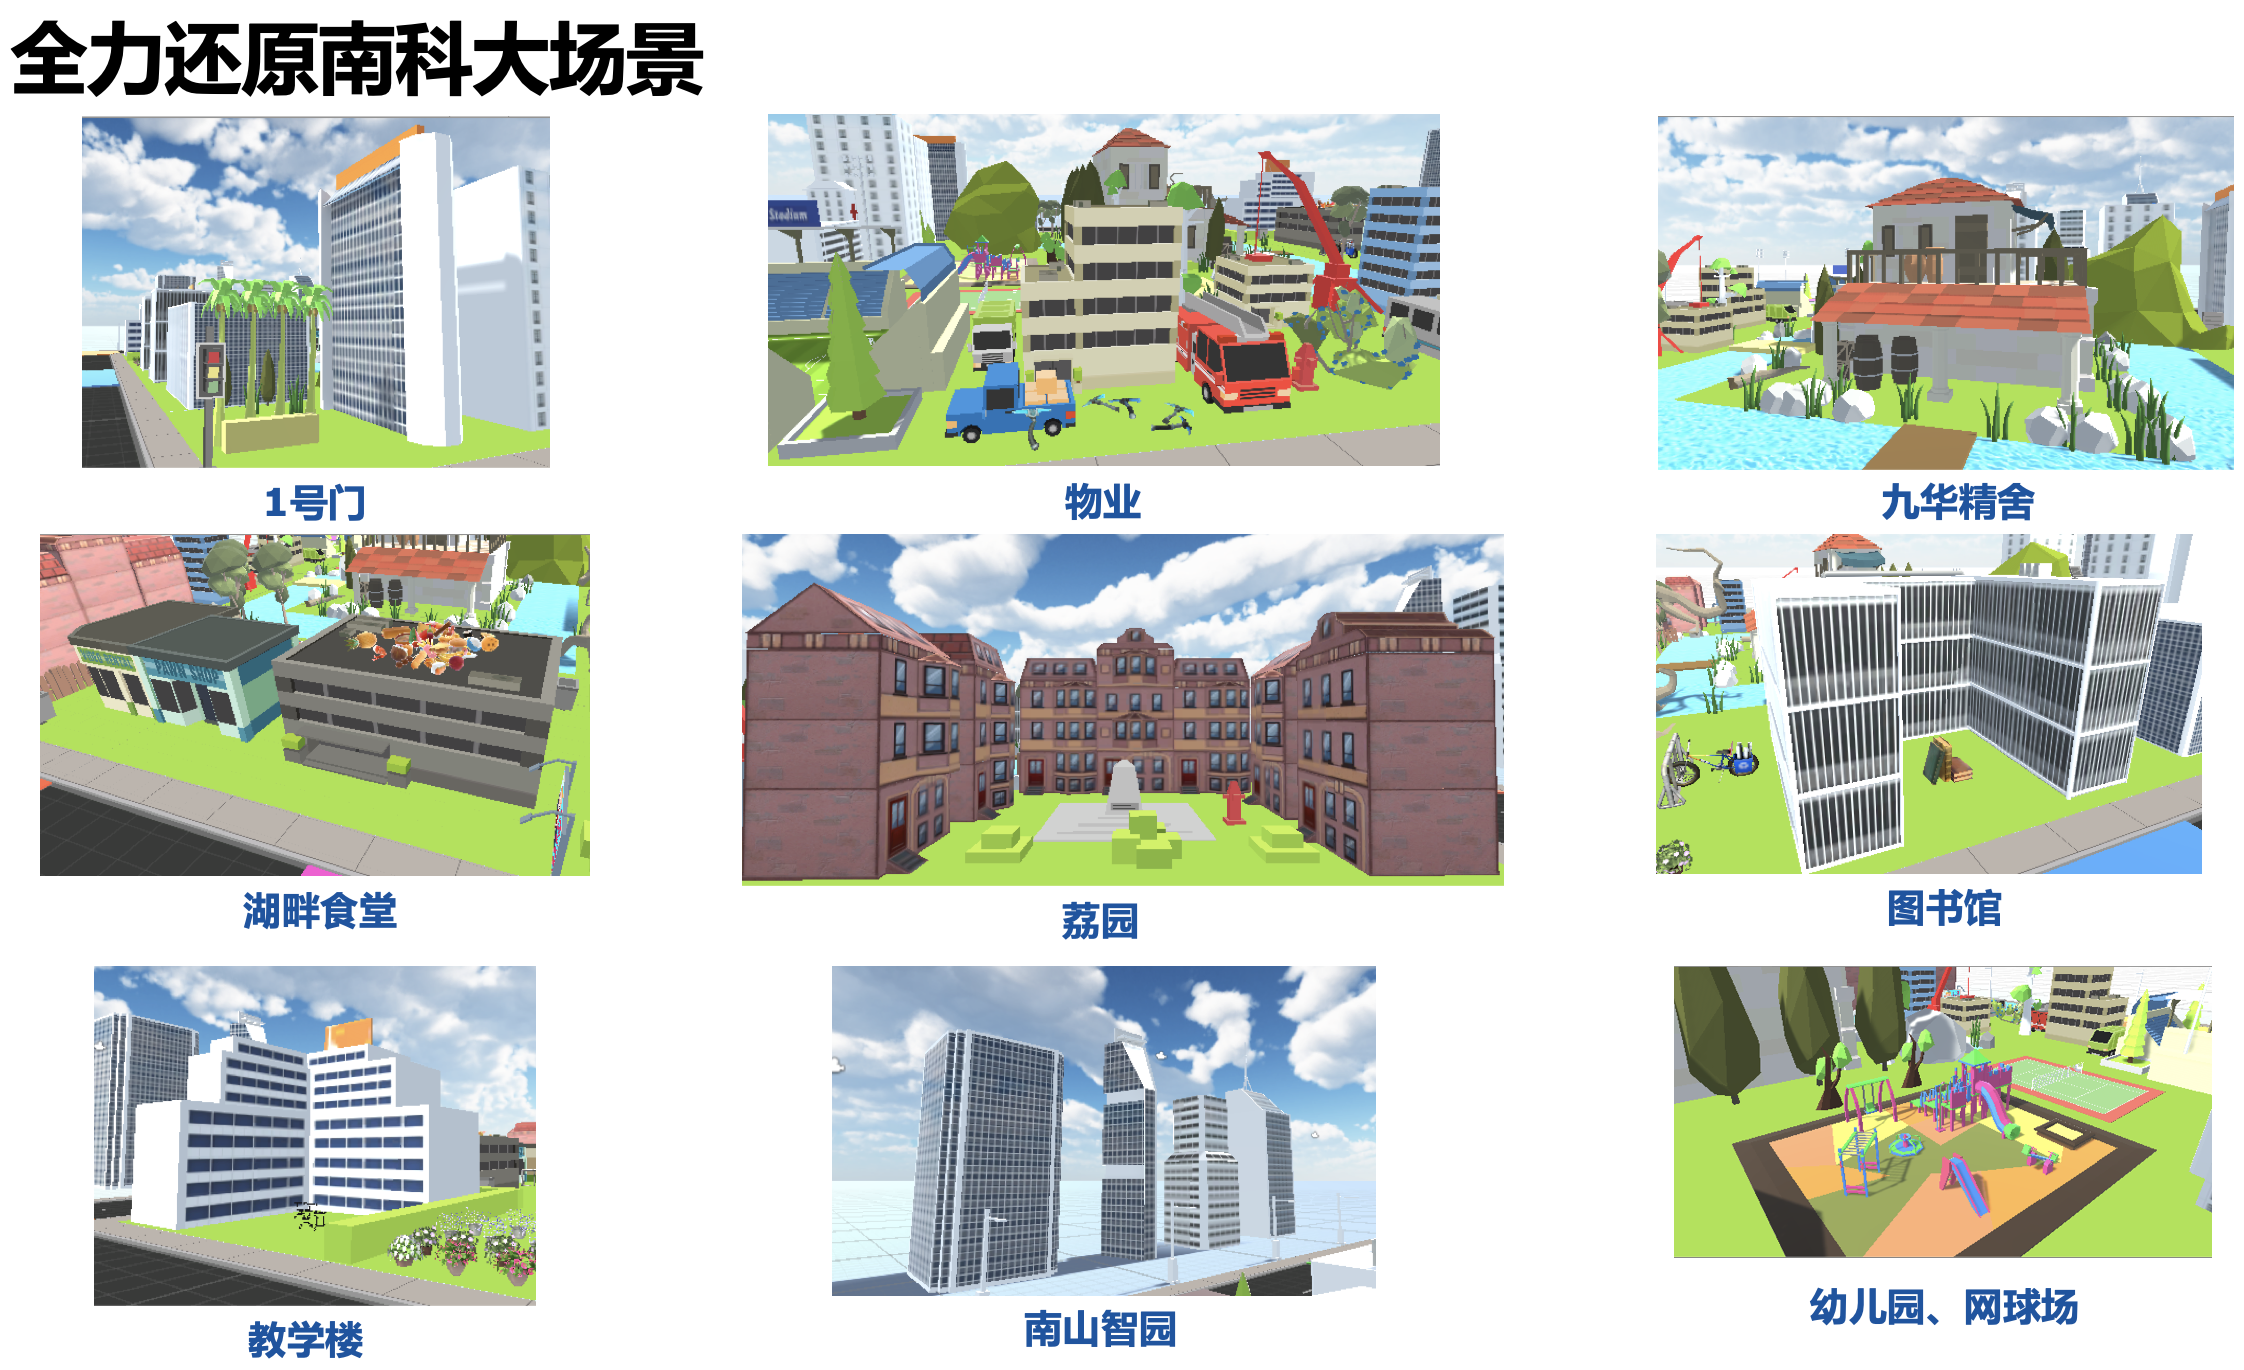 全力还原南科大场景
Stadium
1号门
物业
九华精舍
湖畔食堂
荔园
图书馆
教学楼
南山智园
幼儿园、网球场